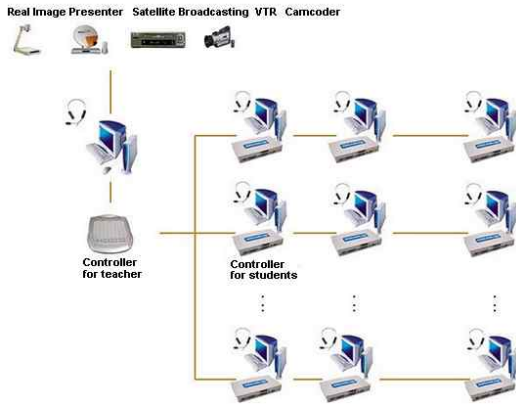 Real Image Presenter Satellite Broadcasting VTR Camcoder
Controller
for teacher
Controller
for students